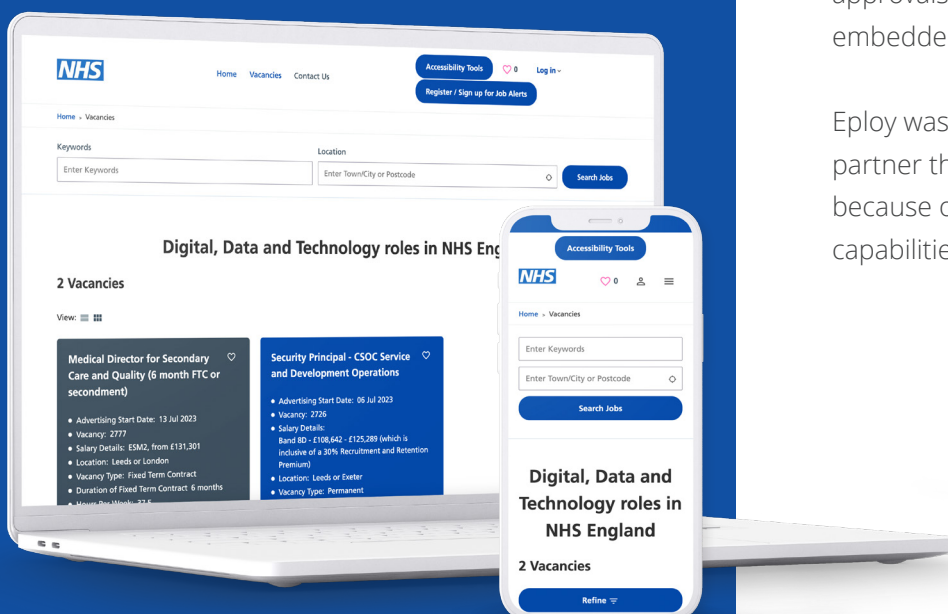 NHS
Home Vacancies Contact Us
Accessibility Tools
0
Log in
Register / Sign up for Job Alerts
Home > Vacancies
Keywords
Enter Keywords
Location
Enter Town/City or Postcode
Search Jobs
Digital, Data and Technology roles in NHS Eng
2 Vacancies
View:
Medical Director for Secondary
Care and Quality (6 month FTC or
secondment)
• Advertising Start Date: 13 Jul 2023
• Vacancy: 2777
• Salary Details: ESM2, from £131,301
• Location: Leeds or London
• Vacancy Type: Fixed Term Contract
• Duration of Fixed Term Contract 6 months
• Hours Per Week: 37.5
Security Principal - CSOC Service
and Development Operations
• Advertising Start Date: 06 Jul 2023
• Vacancy: 2726
• Salary Details:
Band 8D - £108,642 - £125,289 (which is
inclusive of a 30% Recruitment and Retention
Premium)
• Location: Leeds or Exeter
• Vacancy Type: Permanent
Accessibility Tools
NHS
0
Home > Vacancies
Enter Keywords
Enter Town/City or Postcode
Search Jobs
Digital, Data and
Technology roles in
NHS England
2 Vacancies
Refine
approvals
embedde
Eploy was
partner th
because
capabilitie